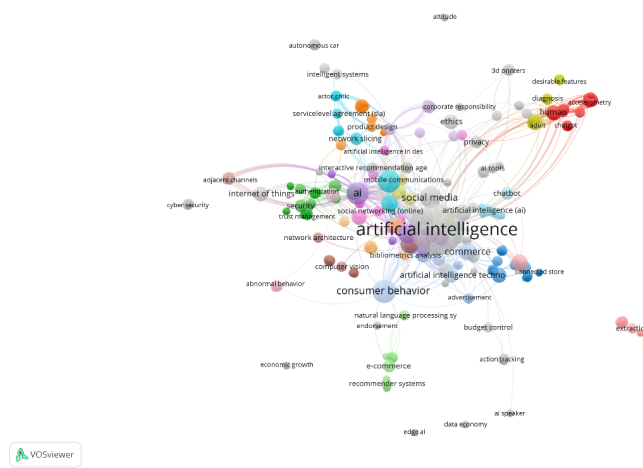 attitude
autonomous car
intelligent systems
3d printers
desirable features
actor critic
diagnosis
accelerometry
servicelevel agreement (sla)
corporate responsibility
human
product design
ethics
adult
chatbot
network slicing
privacy
artificial intelligence in des
interactive recommendation age
ai tools
adjacent channels
mobile communications
internet of things
authentication
ai
social media
chatbot
cyber security
security
social networking (online)
artificial intelligence (ai)
trust management
artificial intelligence
network architecture
bibliometrics analysis
commerce
computer vision
artificial intelligence techno
connected store
abnormal behavior
consumer behavior
advertisement
natural language processing sy
endorsement
budget control
extractio
economic growth
e-commerce
action tracking
recommender systems
ai speaker
data economy
edge ai
VOSviewer